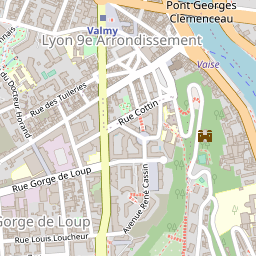 Pont Georges
Clemenceau
Valmy
Lyon 9e Arrondissement
Vaise
Rue des Tuileries
du Docteur Horand
Rue Cottin
Rue Gorge de Loup
Avenue René Cassin
Gorge de Loup
Rue Louis Loucheur